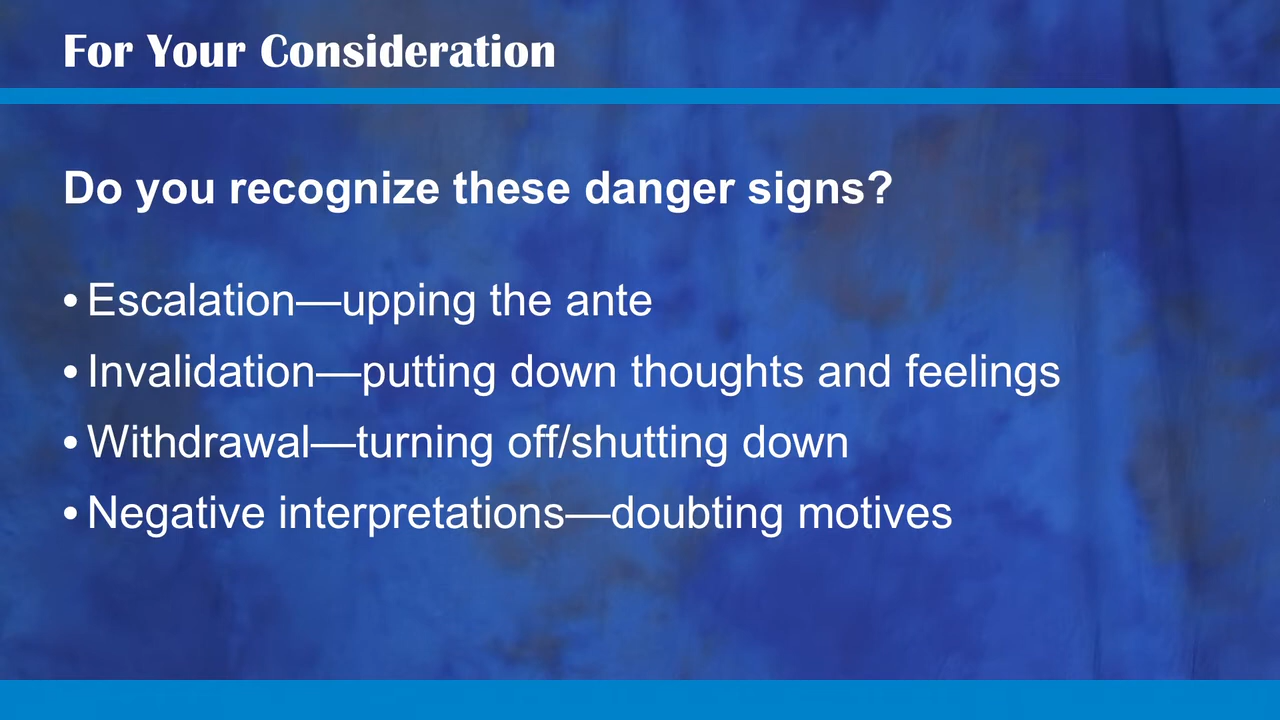 For Your Consideration
Do you recognize these danger signs?
• Escalation—upping the ante
• Invalidation—putting down thoughts and feelings
• Withdrawal—turning off/shutting down
• Negative interpretations—doubting motives